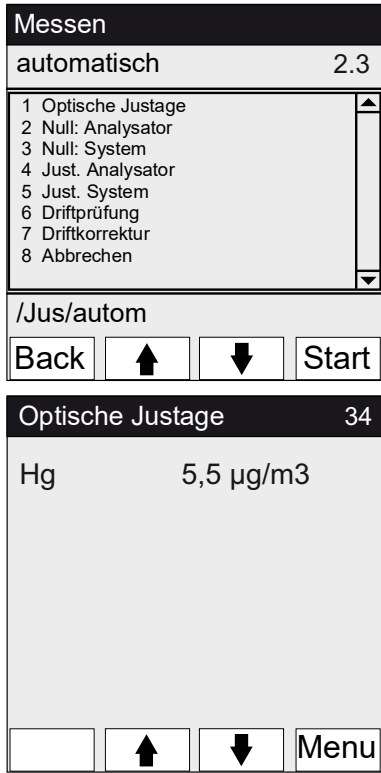 Messen
automatisch 2.3
1 Optische Justage
2 Null: Analysator
3 Null: System
4 Just. Analysator
5 Just. System
6 Driftprüfung
7 Driftkorrektur
8 Abbrechen
/Jus/autom
Back Start
Optische Justage 34
Hg 5,5 µg/m3
Menu